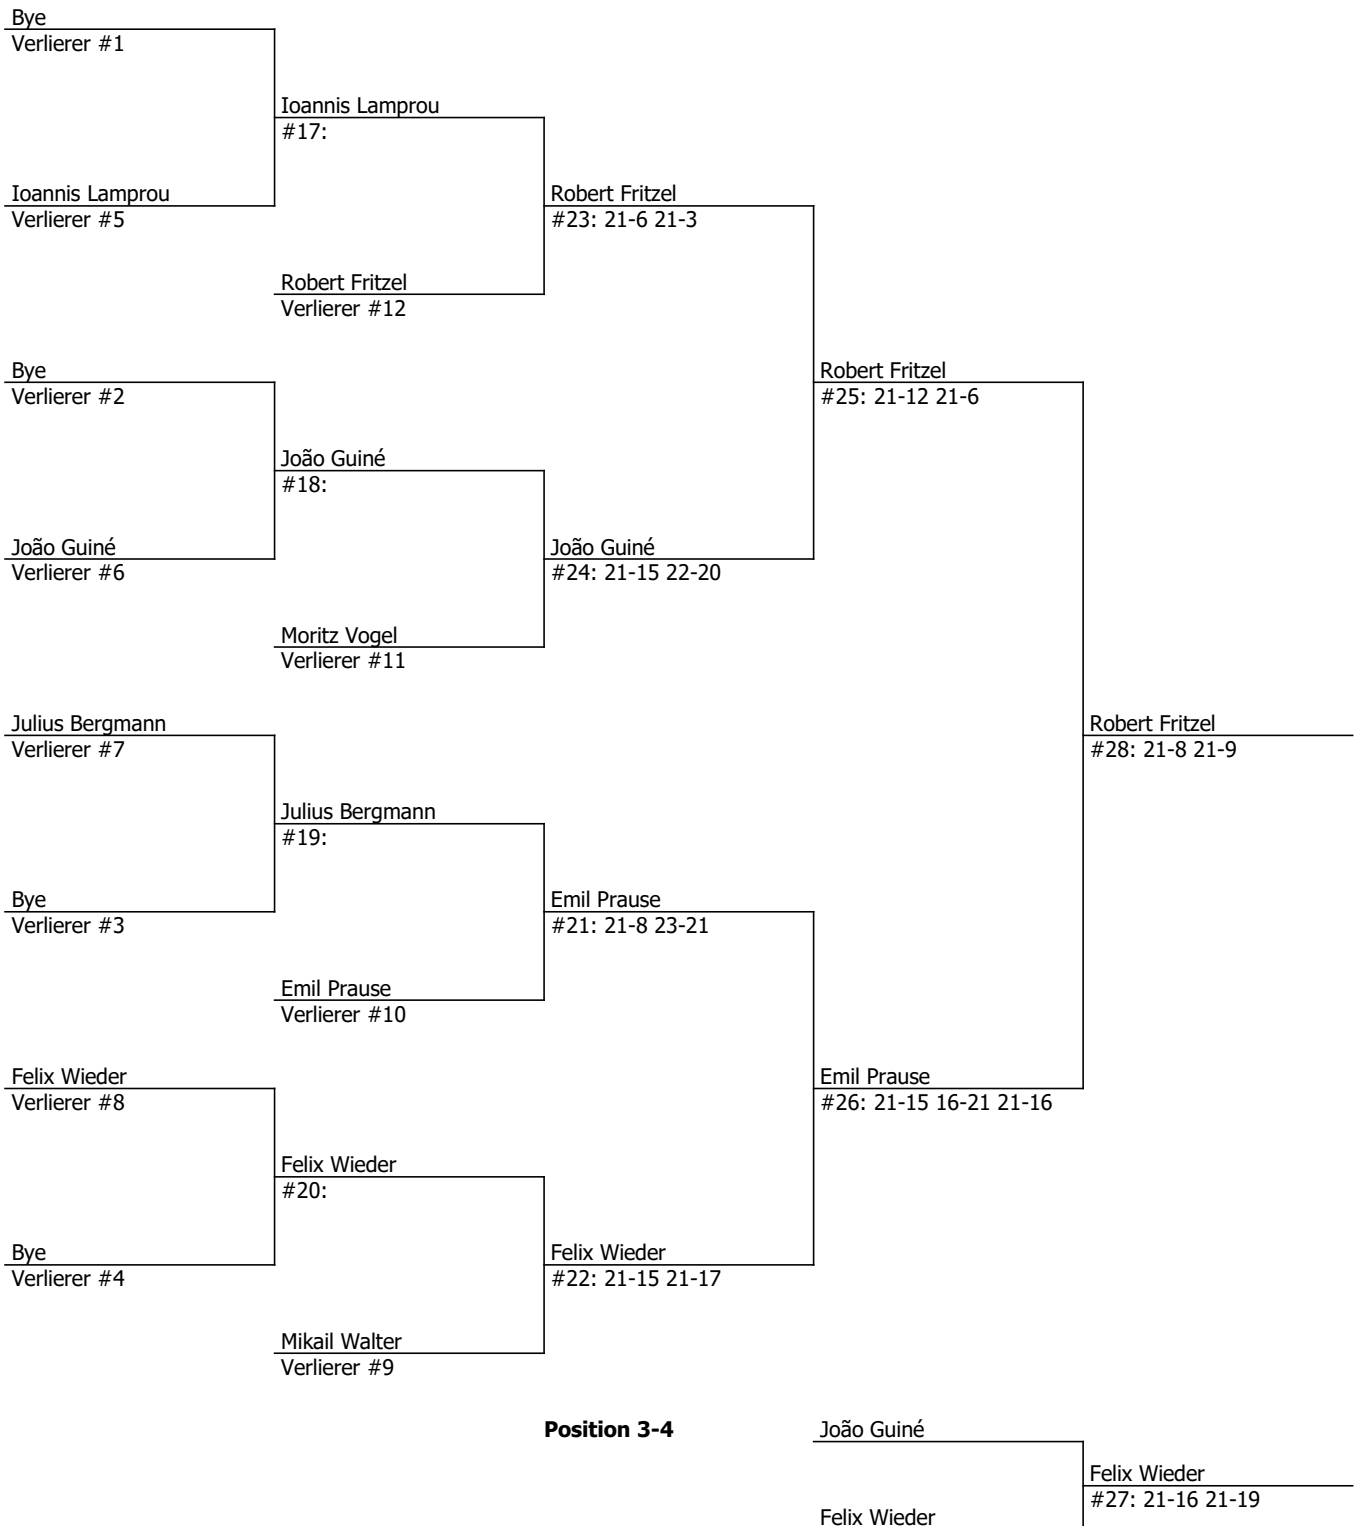 Bye
Verlierer #1
Ioannis Lamprou
#17:
Ioannis Lamprou
Verlierer #5
Robert Fritzel
#23: 21-6 21-3
Robert Fritzel
Verlierer #12
Bye
Verlierer #2
Robert Fritzel
#25: 21-12 21-6
João Guiné
#18:
João Guiné
Verlierer #6
João Guiné
#24: 21-15 22-20
Moritz Vogel
Verlierer #11
Julius Bergmann
Verlierer #7
Robert Fritzel
#28: 21-8 21-9
Julius Bergmann
#19:
Bye
Verlierer #3
Emil Prause
#21: 21-8 23-21
Emil Prause
Verlierer #10
Felix Wieder
Verlierer #8
Emil Prause
#26: 21-15 16-21 21-16
Felix Wieder
#20:
Bye
Verlierer #4
Felix Wieder
#22: 21-15 21-17
Mikail Walter
Verlierer #9
Position 3-4
João Guiné
Felix Wieder
#27: 21-16 21-19
Felix Wieder